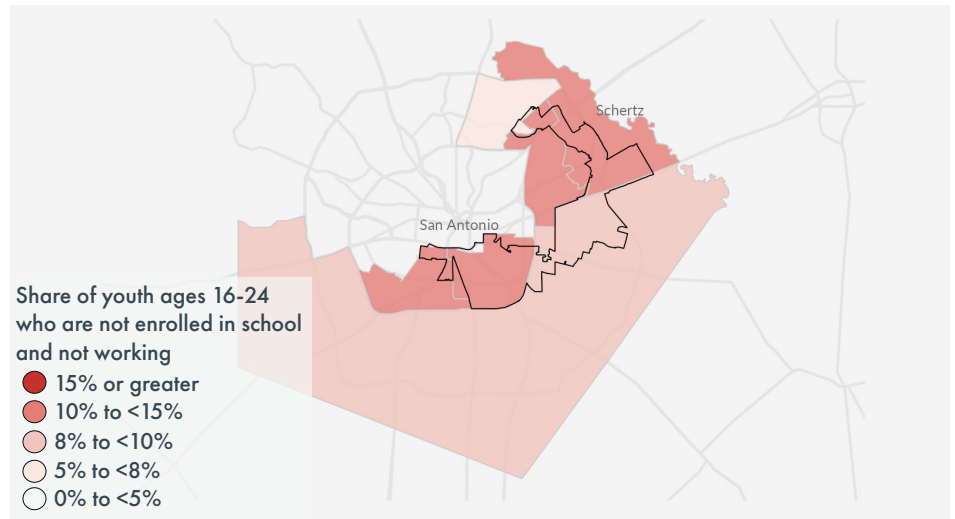 Schertz
San Antonio
Share of youth ages 16-24
who are not enrolled in school
and not working
15% or greater
10% to <15%
8% to <10%
5% to <8%
0% to <5%